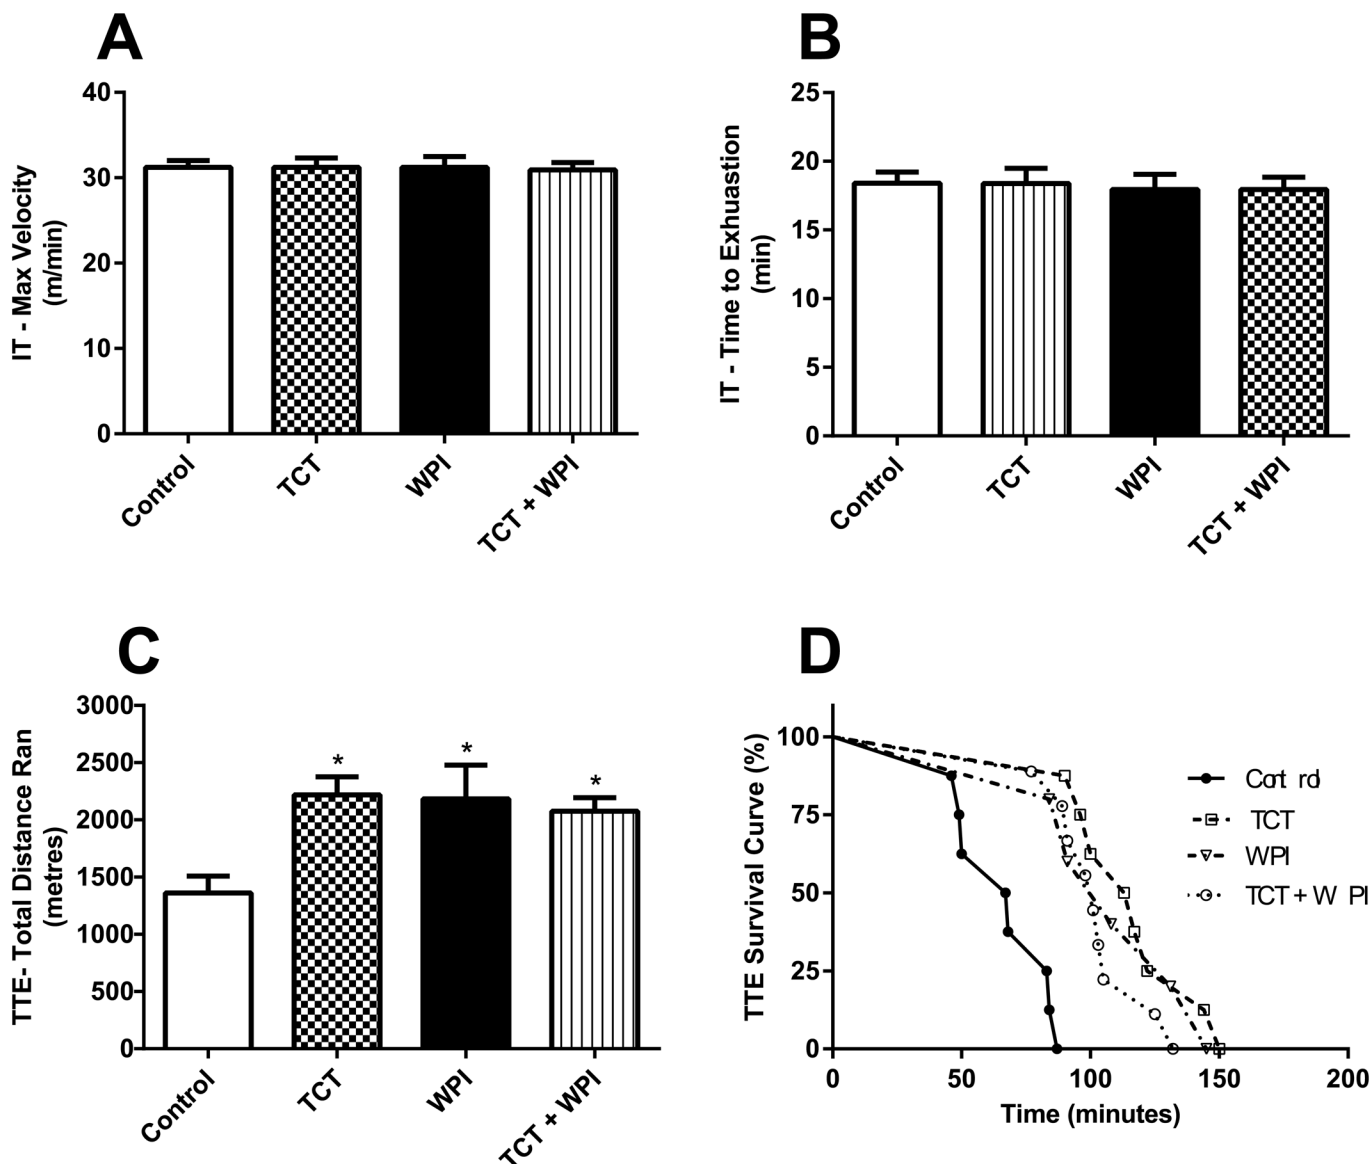 A
IT - Max Velocity
(m/min)
40
30
20
10
0
Control
TCT
WPI
TCT + WPI
B
IT - Time to Exhuastion
(min)
25
20
15
10
5
0
Control
TCT
WPI
TCT + WPI
C
TTE- Total Distance Ran
(metres)
3000
2500
2000
1500
1000
500
0
*
*
*
Control
TCT
WPI
TCT + WPI
D
TTE Survival Curve (%)
100
75
50
25
0
0
50
100
150
200
Time (minutes)
Control
TCT
WPI
TCT + WPI